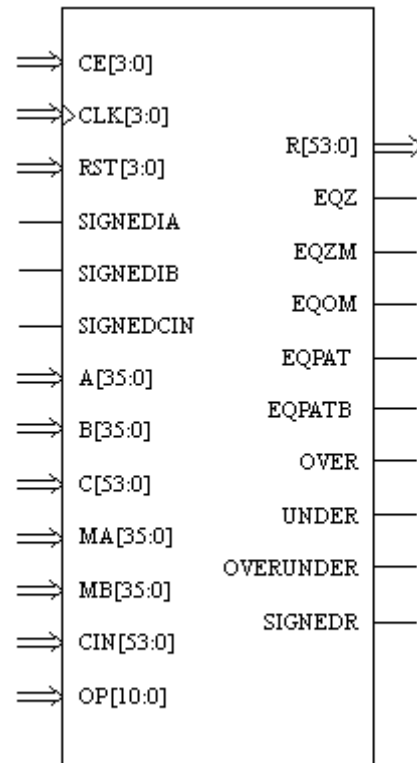 CE[3:0]
CLK[3:0]
RST[3:0]
SIGNEDIA
SIGNEDIB
SIGNEDCIN
A[35:0]
B[35:0]
C[53:0]
MA[35:0]
MB[35:0]
CIN[53:0]
OP[10:0]
R[53:0]
EQZ
EQZM
EQOM
EQPAT
EQPATB
OVER
UNDER
OVERUNDER
SIGNEDR